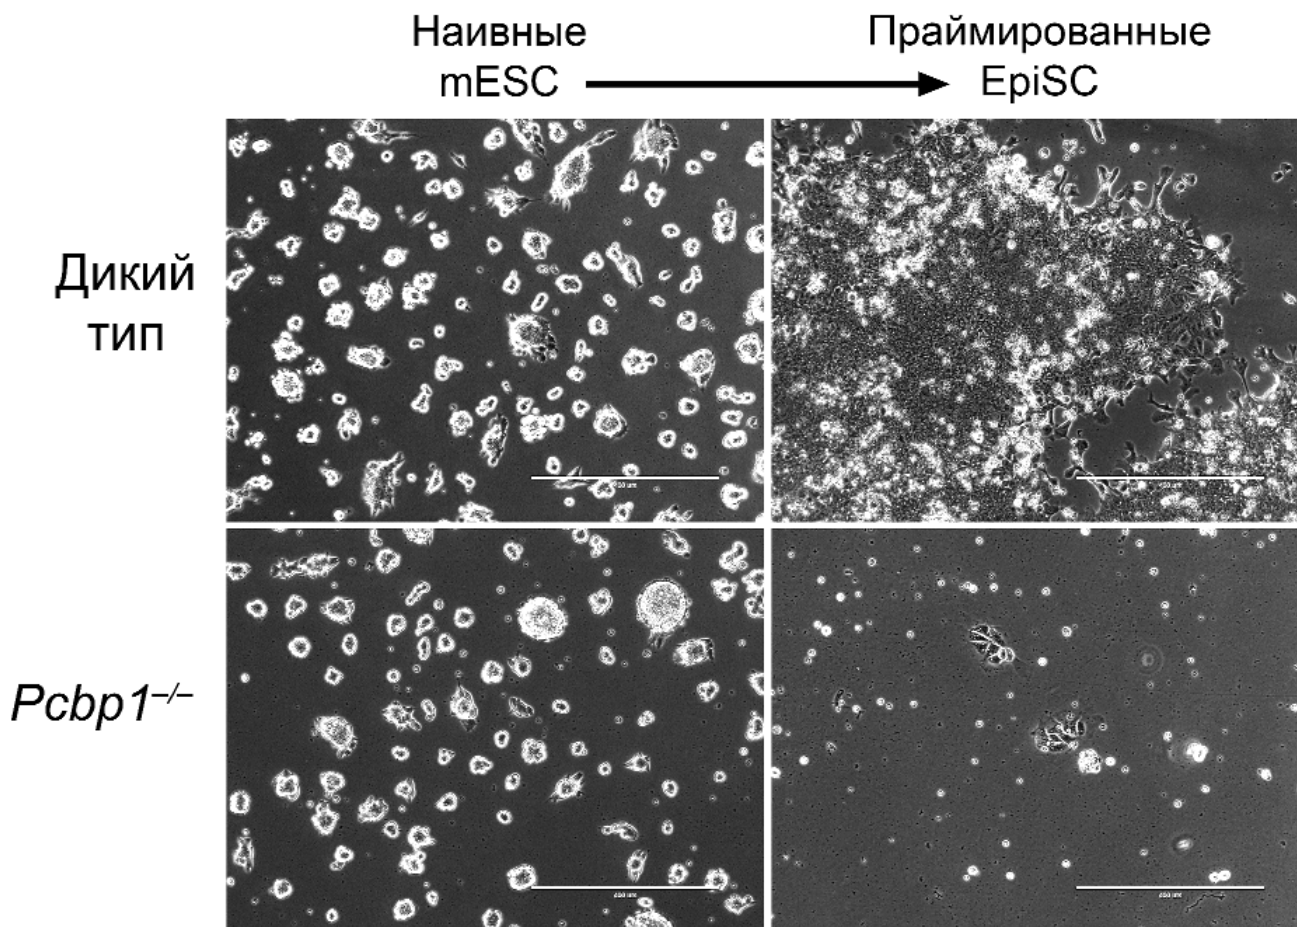 Наивные
mESC
Праймированные
EpiSC
Дикий
тип
Pcbp1–/–